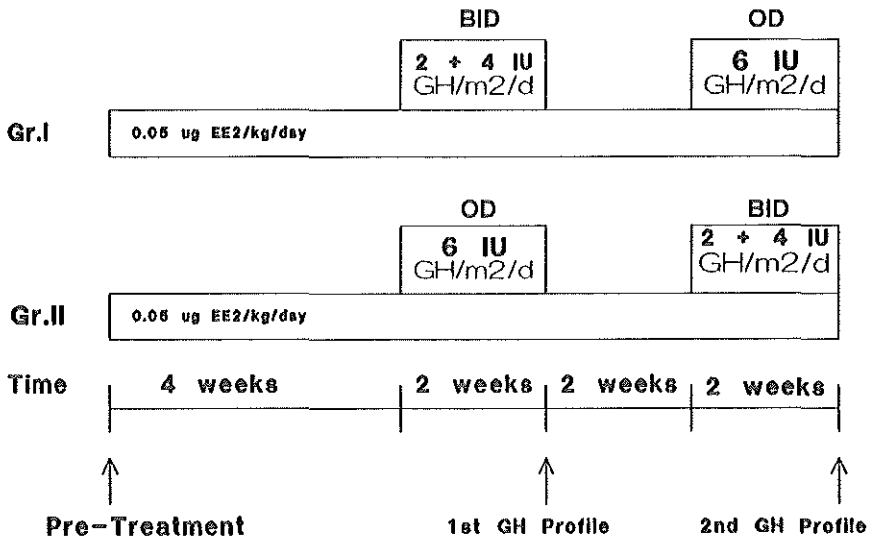 BID OD
2 + 4 IU 6 IU
GH/m2/d GH/m2/d
Gr.I 0.05 ug EE2/kg/day
OD BID
6 IU 2 + 4 IU
GH/m2/d GH/m2/d
Gr.II 0.05 ug EE2/kg/day
Time 4 weeks 2 weeks 2 weeks 2 weeks
Pre-Treatment 1st GH Profile 2nd GH Profile